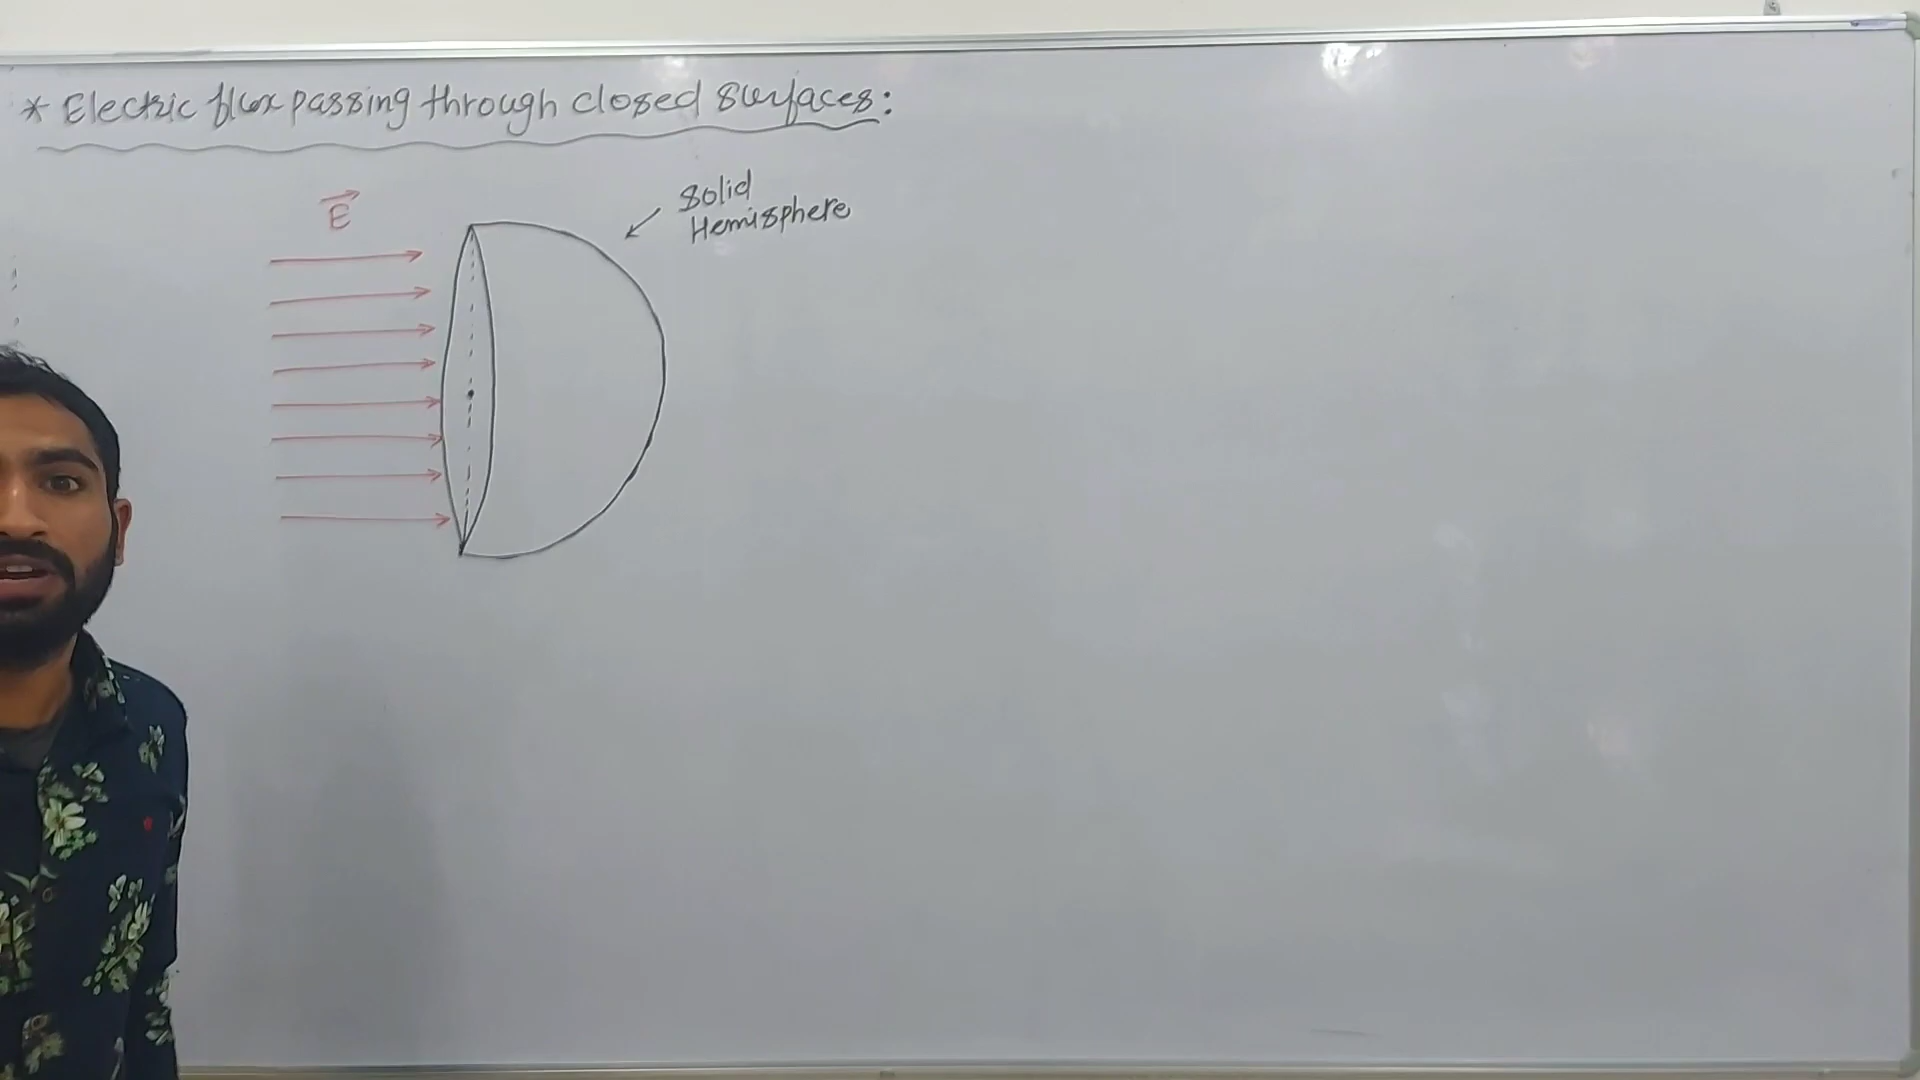 * Electric flux passing through closed surfaces:
E
Solid
Hemisphere